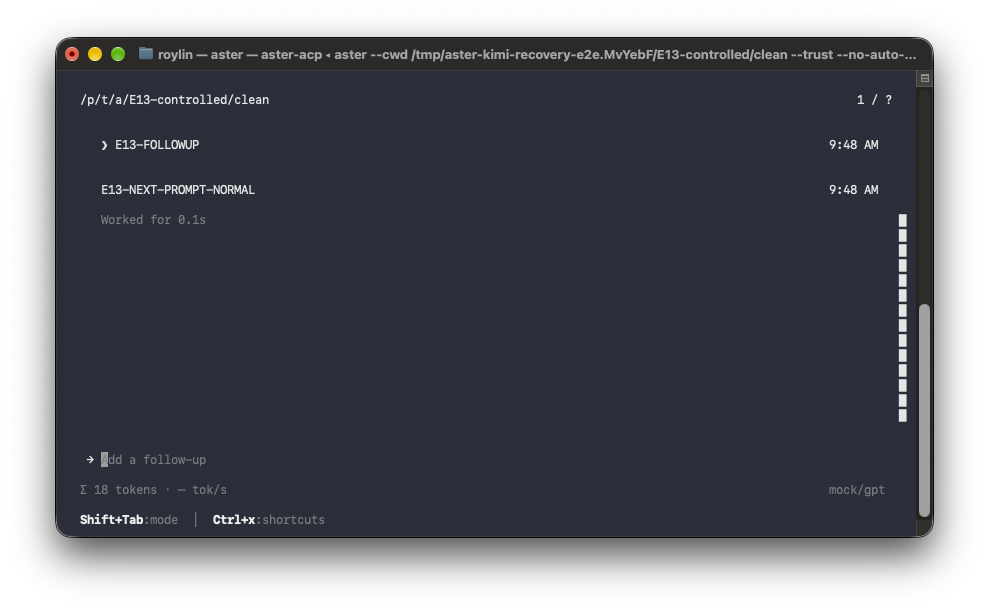 roylin — aster — aster-acp ◂ aster --cwd /tmp/aster-kimi-recovery-e2e.MvYebF/E13-controlled/clean --trust --no-auto-…
/p/t/a/E13-controlled/clean 1 / ?
❯ E13-FOLLOWUP 9:48 AM
E13-NEXT-PROMPT-NORMAL 9:48 AM
Worked for 0.1s
→ Add a follow-up
Σ 18 tokens · — tok/s mock/gpt
Shift+Tab:mode │ Ctrl+x:shortcuts